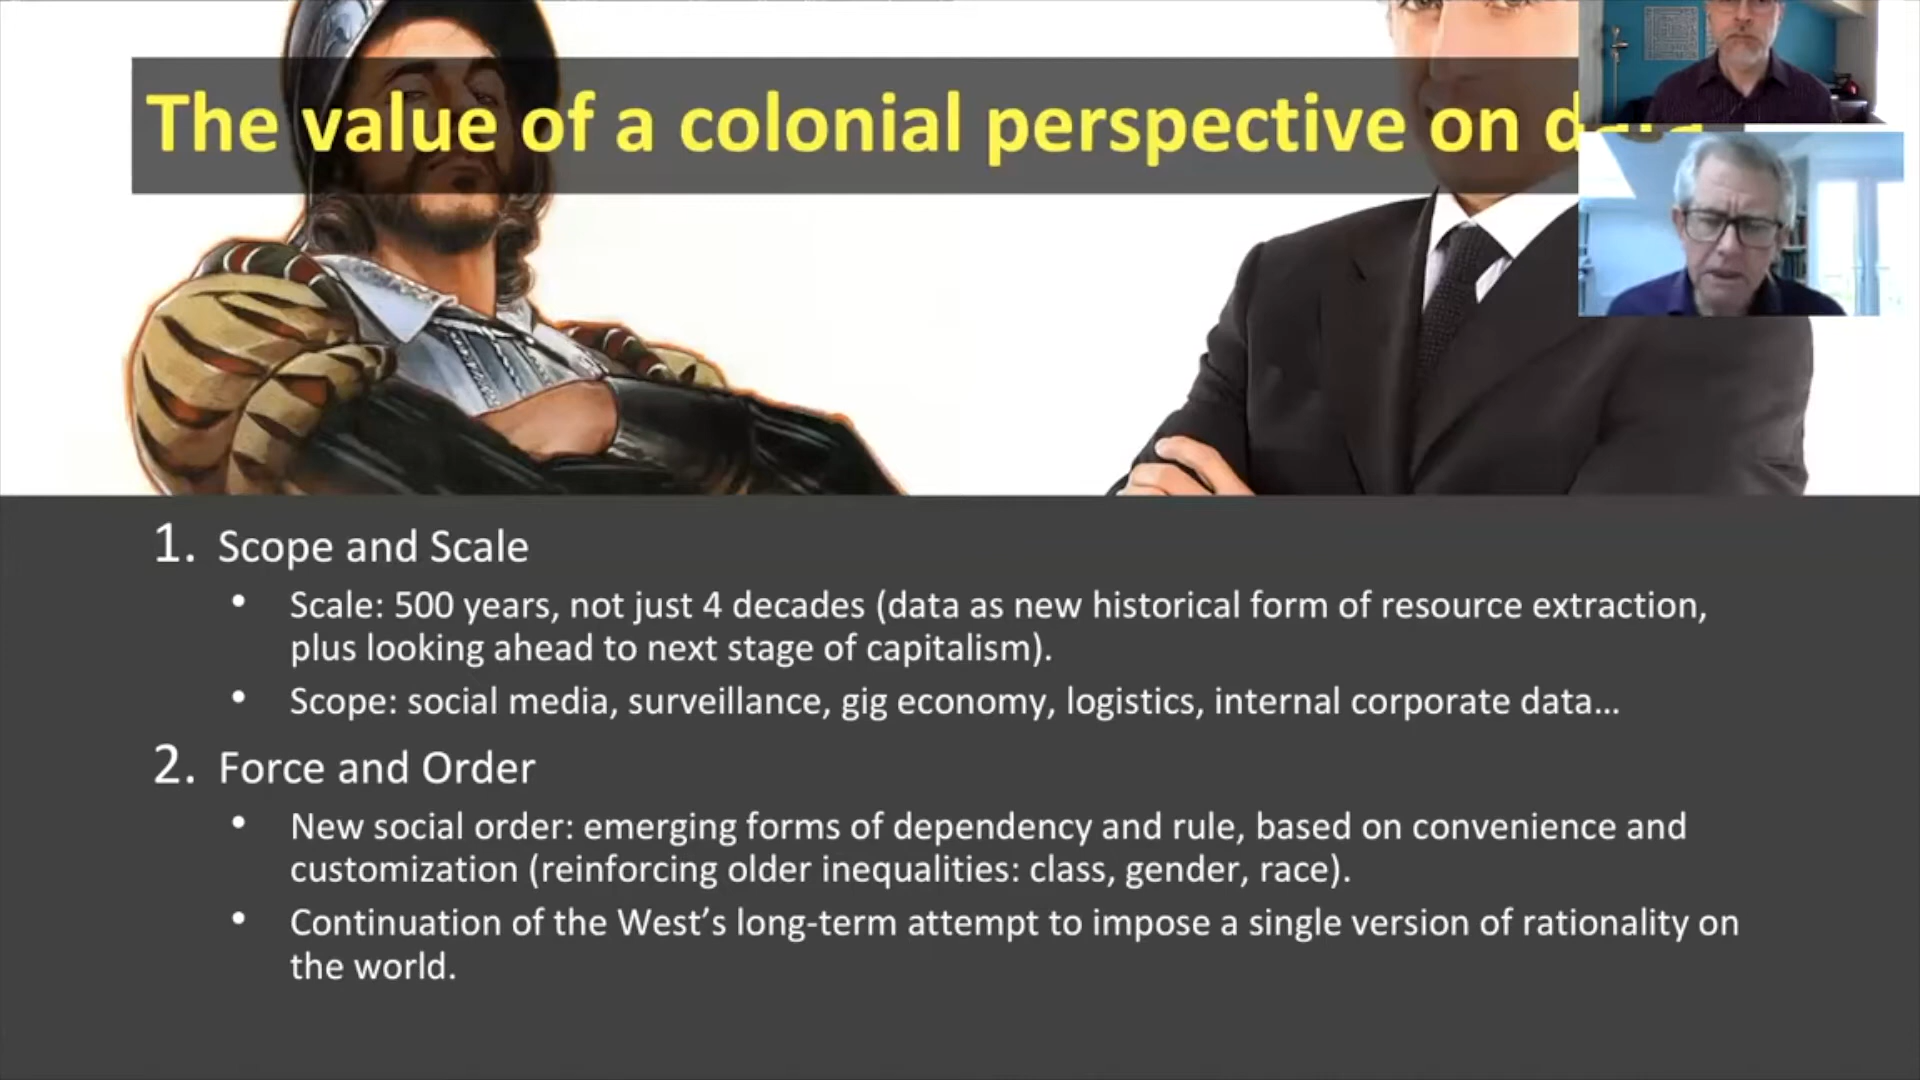 The value of a colonial perspective on
1. Scope and Scale
• Scale: 500 years, not just 4 decades (data as new historical form of resource extraction,
plus looking ahead to next stage of capitalism).
• Scope: social media, surveillance, gig economy, logistics, internal corporate data...
2. Force and Order
• New social order: emerging forms of dependency and rule, based on convenience and
customization (reinforcing older inequalities: class, gender, race).
• Continuation of the West’s long-term attempt to impose a single version of rationality on
the world.